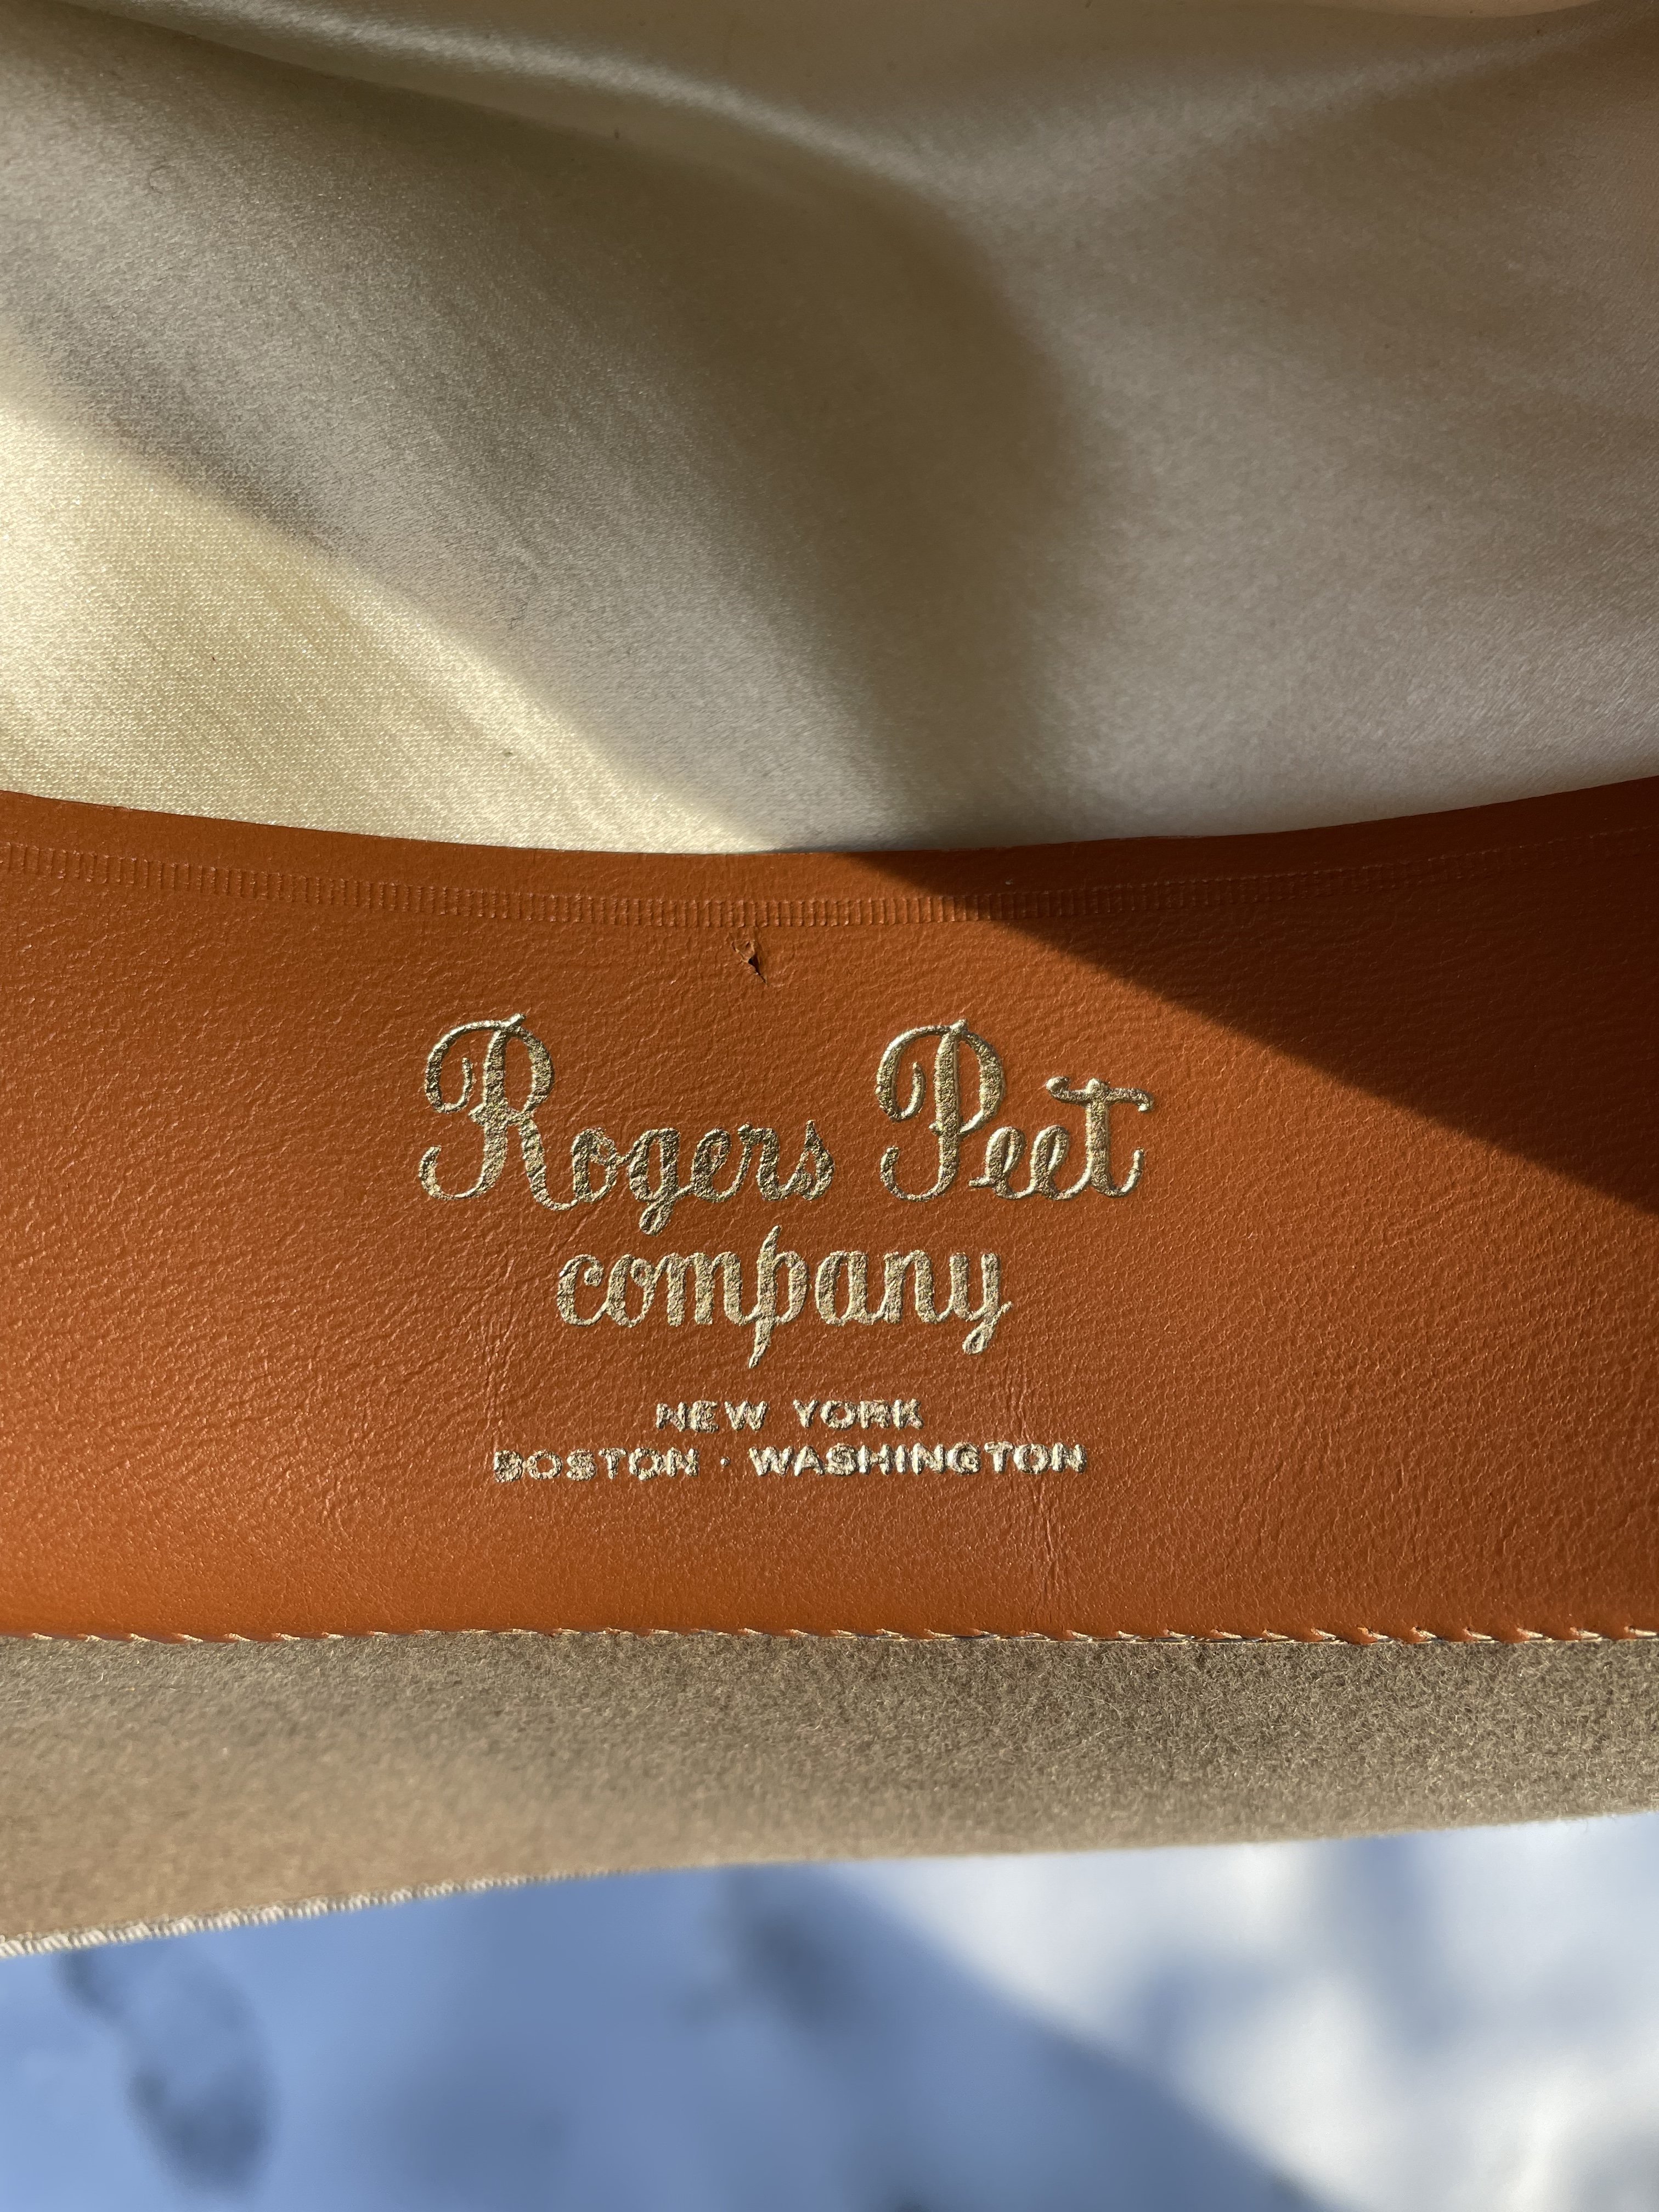 Rogers Peet
company
NEW YORK
BOSTON · WASHINGTON